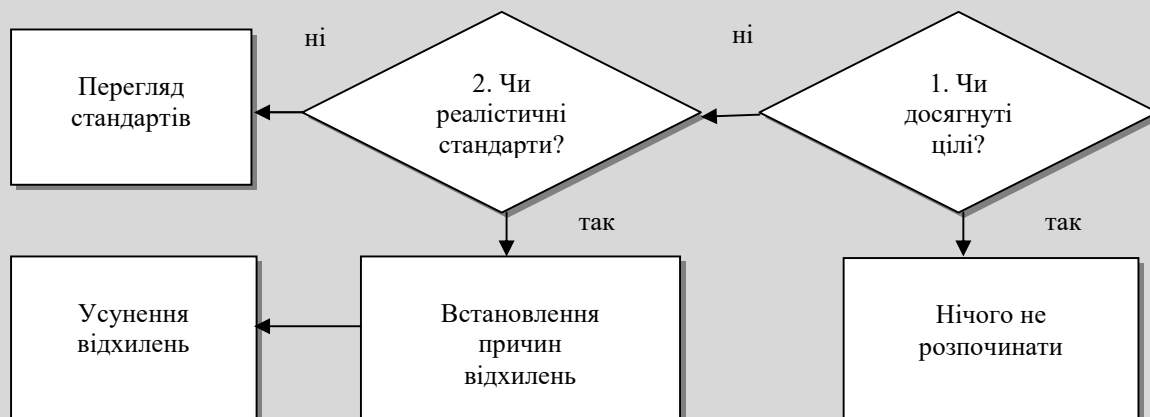 ні
ні
Перегляд
стандартів
2. Чи
реалістичні
стандарти?
1. Чи
досягнуті
цілі?
так
так
Усунення
відхилень
Встановлення
причин
відхилень
Нічого не
розпочинати